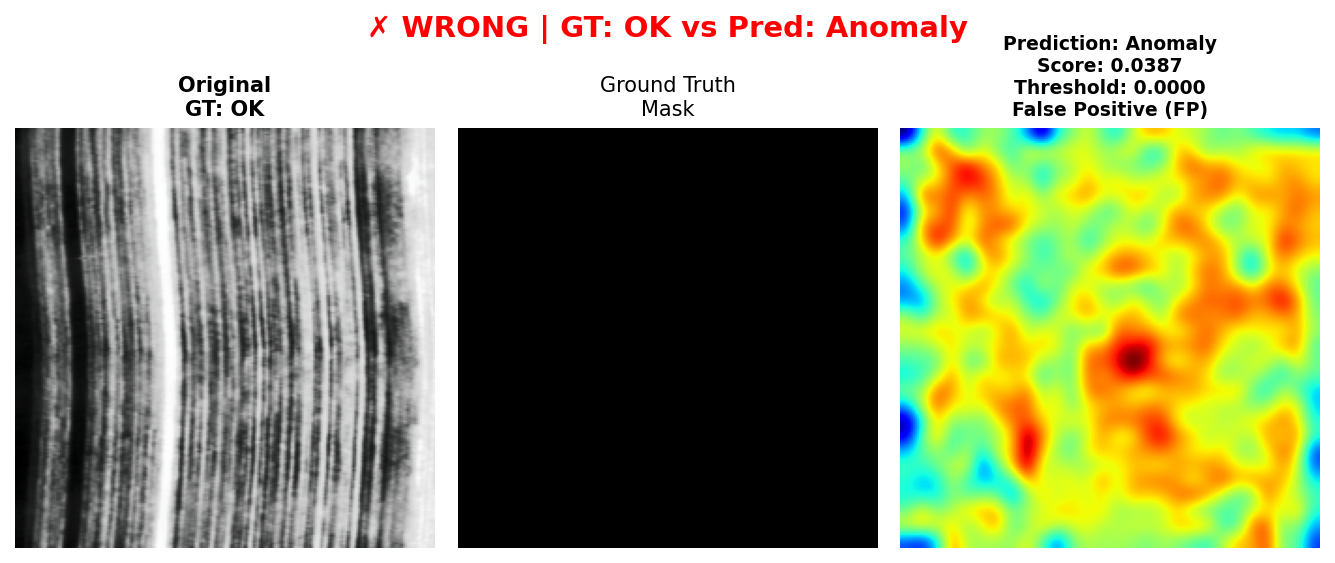 ✗ WRONG | GT: OK vs Pred: Anomaly
Original
GT: OK
Ground Truth
Mask
Prediction: Anomaly
Score: 0.0387
Threshold: 0.0000
False Positive (FP)